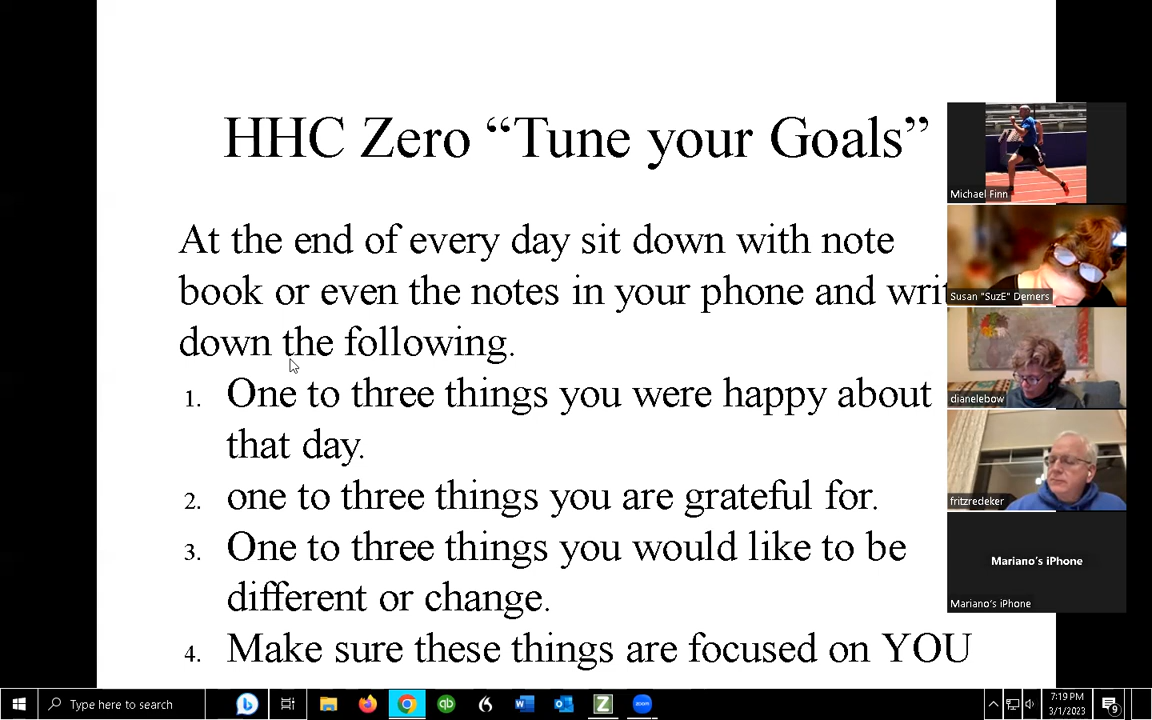 HHC Zero “Tune your Goals”
At the end of every day sit down with note
book or even the notes in your phone and writ
down the following.
1. One to three things you were happy about
that day.
2. one to three things you are grateful for.
3. One to three things you would like to be
different or change.
4. Make sure these things are focused on YOU
Michael Finn
Susan "SuzE" Demers
dianelebow
fritzredeker
Mariano's iPhone
Mariano's iPhone
Type here to search
qb
W
Z
zoom
7:19 PM
3/1/2023
9